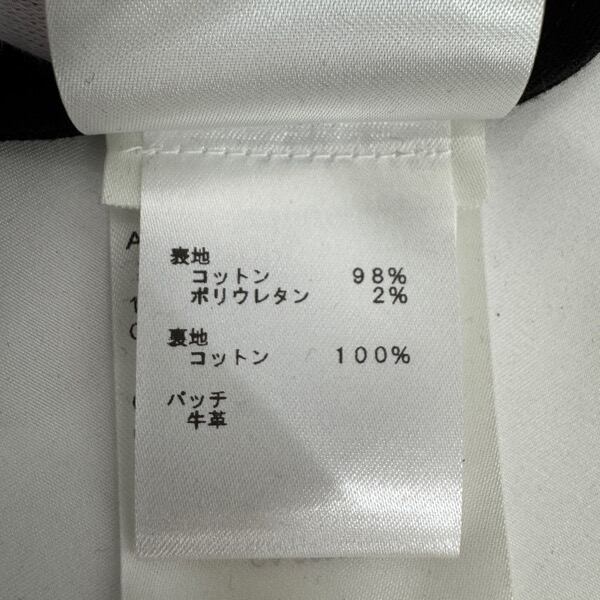 表地
コットン 98%
ポリウレタン 2%
裏地
コットン 100%
パッチ
牛革